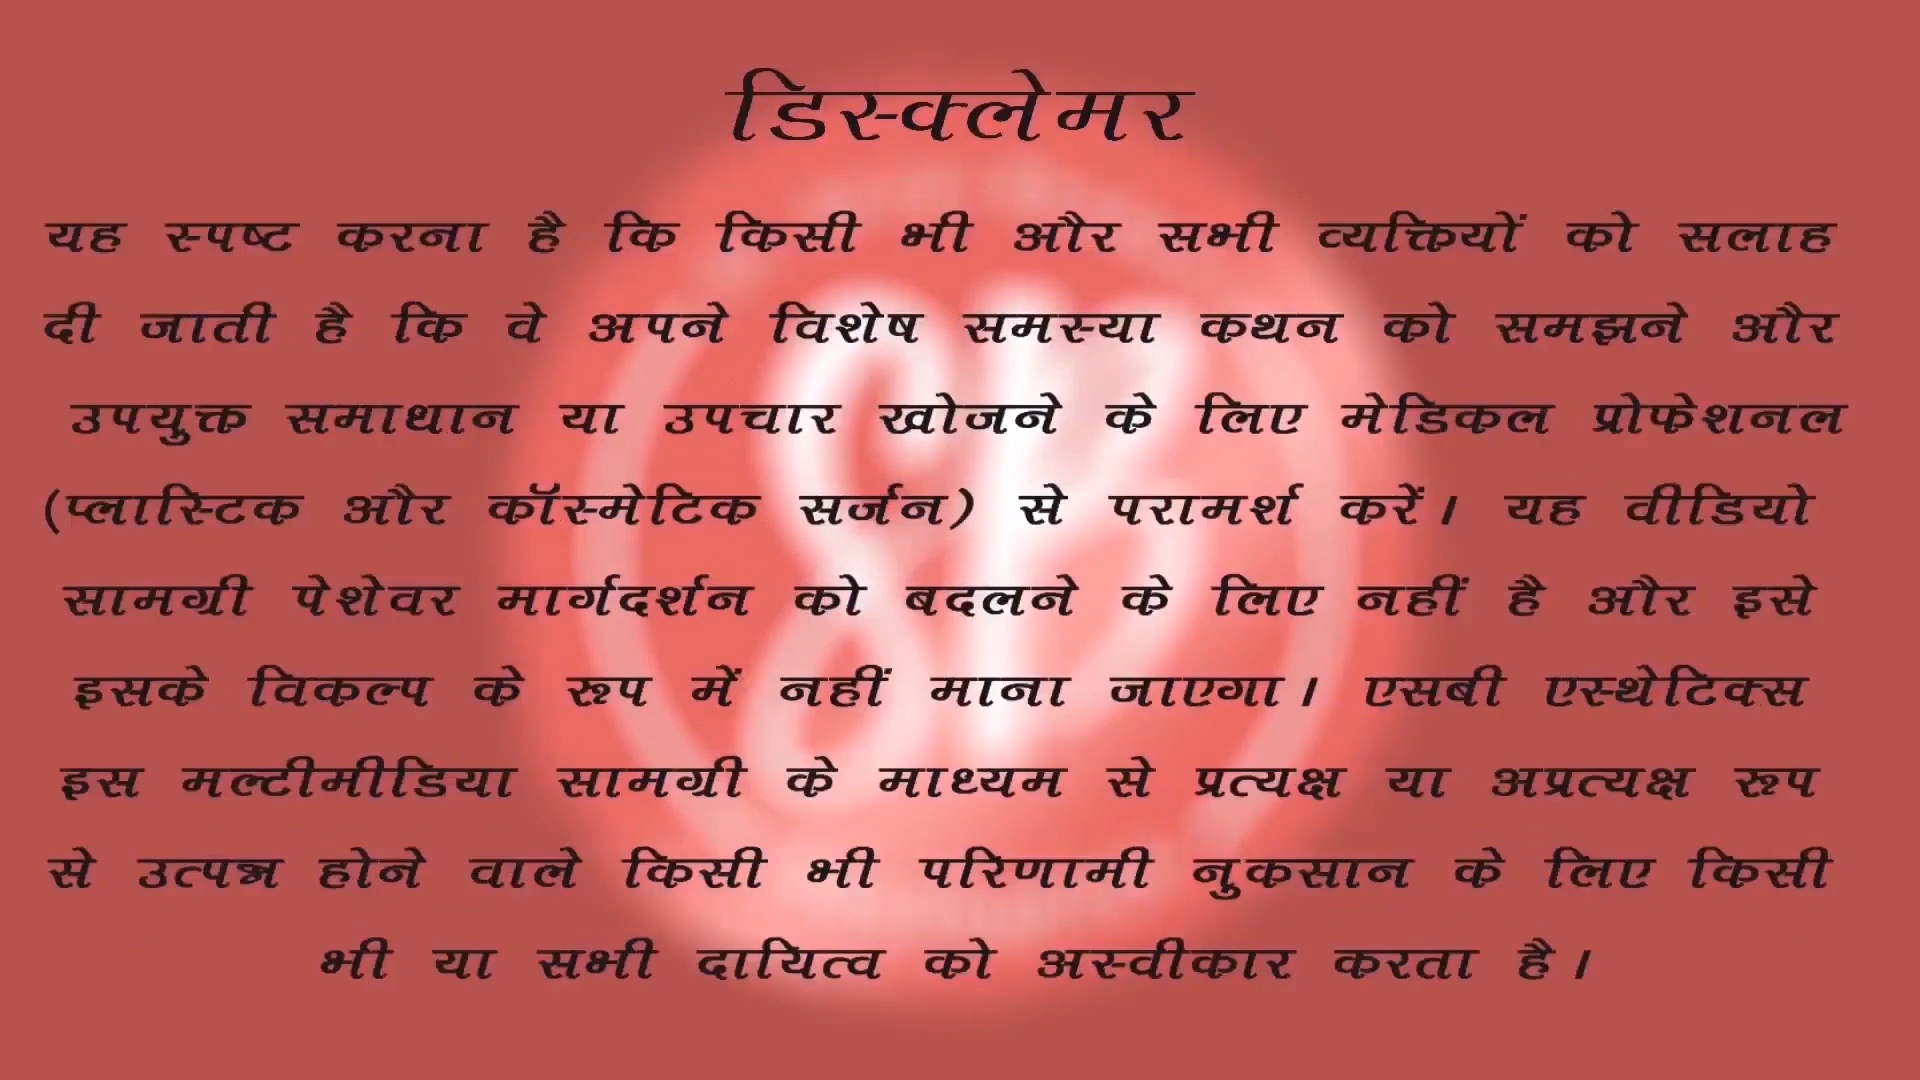 डिस्क्लेमर
यह स्पष्ट करना है कि किसी भी और सभी व्यक्तियों को सलाह
दी जाती है कि वे अपने विशेष समस्या कथन को समझने और
उपयुक्त समाधान या उपचार खोजने के लिए मेडिकल प्रोफेशनल
(प्लास्टिक और कॉस्मेटिक सर्जन) से परामर्श करें। यह वीडियो
सामग्री पेशेवर मार्गदर्शन को बदलने के लिए नहीं है और इसे
इसके विकल्प के रूप में नहीं माना जाएगा। एसबी एस्थेटिक्स
इस मल्टीमीडिया सामग्री के माध्यम से प्रत्यक्ष या अप्रत्यक्ष रूप
से उत्पन्न होने वाले किसी भी परिणामी नुकसान के लिए किसी
भी या सभी दायित्व को अस्वीकार करता है।